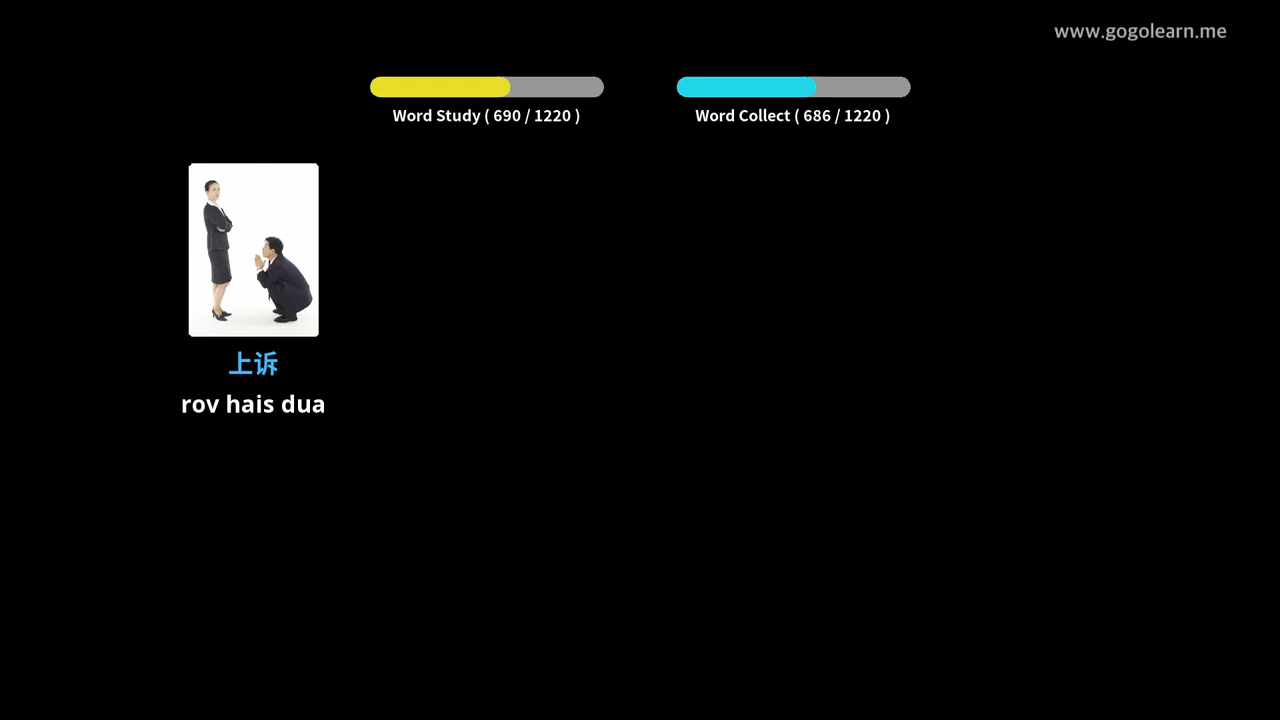 www.gogolearn.me
Word Study ( 690 / 1220 )
Word Collect ( 686 / 1220 )
上诉
rov hais dua